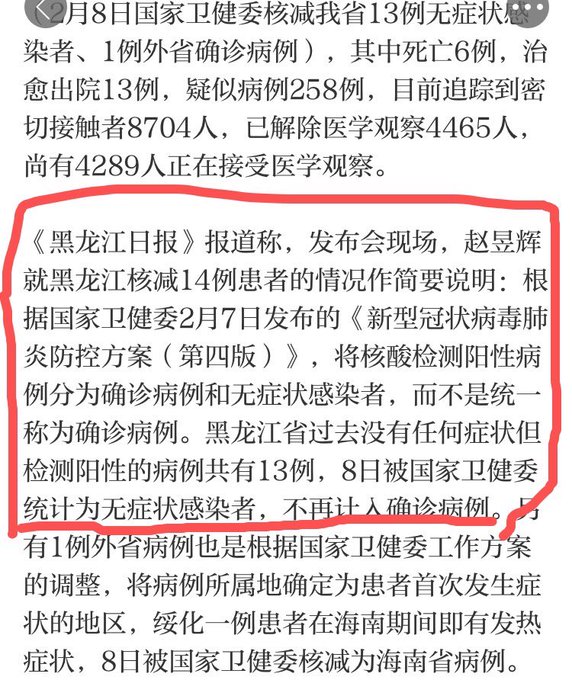 （2月8日国家卫健委核减我省13例无症状感
染者、1例外省确诊病例），其中死亡6例，治
愈出院13例，疑似病例258例，目前追踪到密
切接触者8704人，已解除医学观察4465人，
尚有4289人正在接受医学观察。
《黑龙江日报》报道称，发布会现场，赵昱辉
就黑龙江核减14例患者的情况作简要说明：根
据国家卫健委2月7日发布的《新型冠状病毒肺
炎防控方案（第四版）》，将核酸检测阳性病
例分为确诊病例和无症状感染者，而不是统一
称为确诊病例。黑龙江省过去没有任何症状但
检测阳性的病例共有13例，8日被国家卫健委
统计为无症状感染者，不再计入确诊病例。另
有1例外省病例也是根据国家卫健委工作方案
的调整，将病例所属地确定为患者首次发生症
状的地区，绥化一例患者在海南期间即有发热
症状，8日被国家卫健委核减为海南省病例。